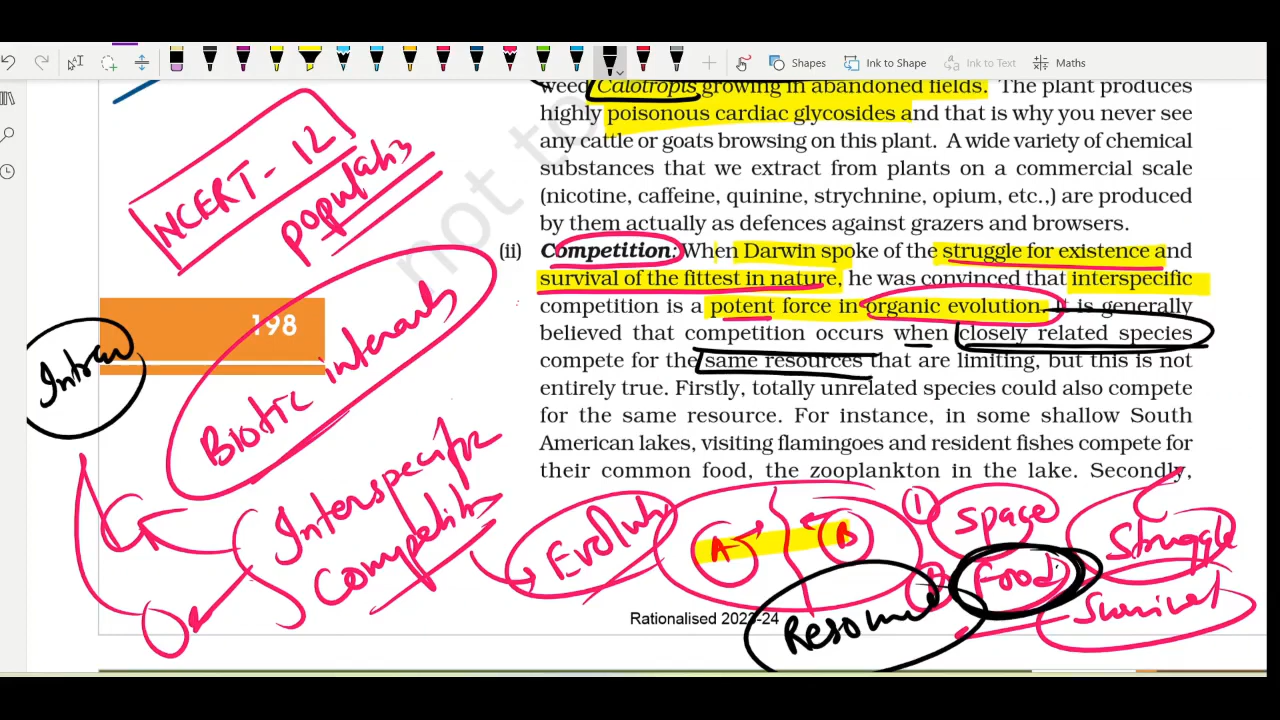 Shapes
Ink to Shape
Ink to Text
Maths
weed Calotropis growing in abandoned fields. The plant produces
highly poisonous cardiac glycosides and that is why you never see
any cattle or goats browsing on this plant. A wide variety of chemical
substances that we extract from plants on a commercial scale
(nicotine, caffeine, quinine, strychnine, opium, etc.,) are produced
by them actually as defences against grazers and browsers.
(ii) Competition: When Darwin spoke of the struggle for existence and
survival of the fittest in nature, he was convinced that interspecific
competition is a potent force in organic evolution. It is generally
believed that competition occurs when closely related species
compete for the same resources that are limiting, but this is not
entirely true. Firstly, totally unrelated species could also compete
for the same resource. For instance, in some shallow South
American lakes, visiting flamingoes and resident fishes compete for
their common food, the zooplankton in the lake. Secondly,
not to
NCERT - 12
198
Biotic
Interspecific
A
B
1
Space
Food
Struggle
Survival
Rationalised 2023-24